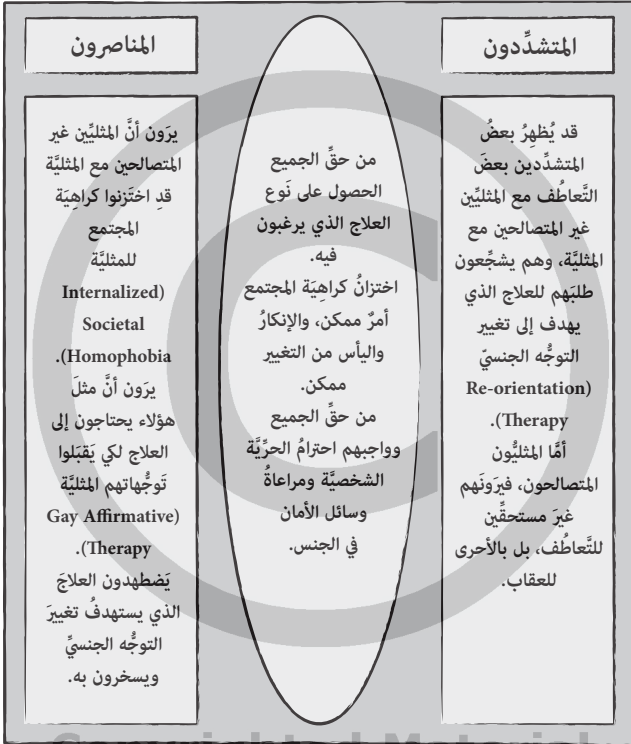 المتشدِّدون
قد يُظهِرُ بعضُ
المتشدِّدين بعضَ
التَّعاطُف مع المثليِّين
غير المتصالحين مع
المثليَّة، وهم يشجِّعون
طلبَهم للعلاج الذي
يهدف إلى تغيير
التوجُّه الجنسيّ
(Re-orientation
Therapy).
أمَّا المثليُّون
المتصالحون، فيرَونَهم
غيرَ مستحقِّين
للتَّعاطُف، بل بالأحرى
للعقاب.
من حقِّ الجميع
الحصول على نَوع
العلاج الذي يرغبون
فيه.
اختزانُ كراهيَة المجتمع
أمرٌ ممكن، والإنكارُ
واليأس من التغيير
ممكن.
من حقِّ الجميع
وواجبهم احترامُ الحرِّيَّة
الشخصيَّة ومراعاةُ
وسائل الأمان
في الجنس.
المناصرون
يرَون أنَّ المثليِّين غير
المتصالحين مع المثليَّة
قدِ اختَزنوا كراهيَة
المجتمع
للمثليَّة
(Internalized
Societal
Homophobia).
يرَون أنَّ مثلَ
هؤلاء يحتاجون إلى
العلاج لكي يَقبَلوا
تَوجُّهاتهم المثليَّة
(Gay Affirmative
Therapy).
يَضطهدون العلاجَ
الذي يستهدفُ تغييرَ
التوجُّه الجنسيِّ
ويسخرون به.
©
Copyrighted Material